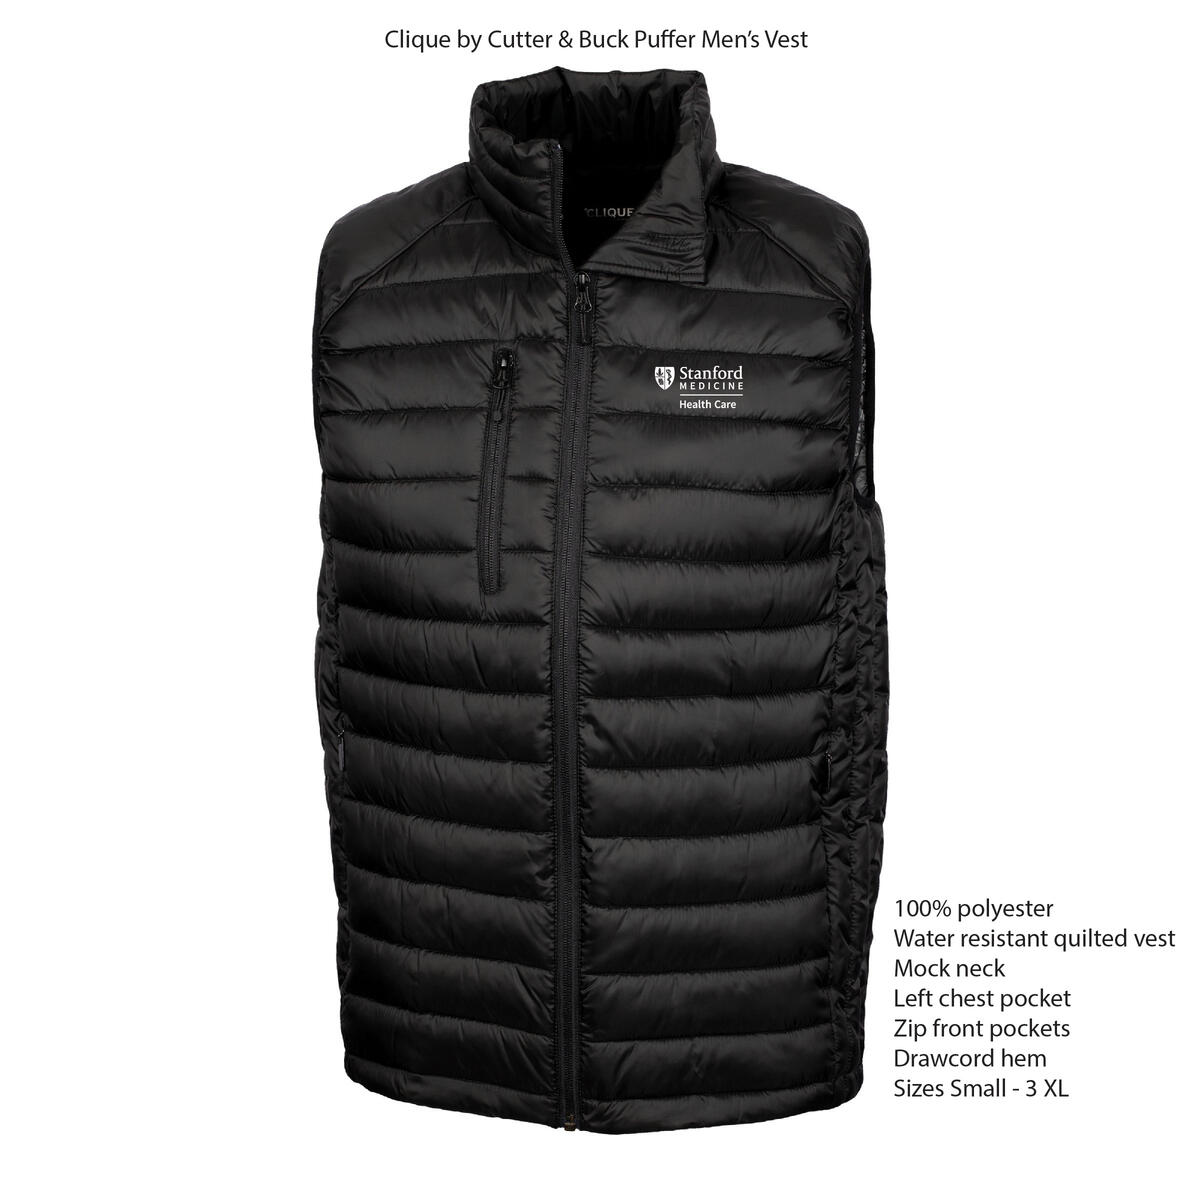 Clique by Cutter & Buck Puffer Men's Vest
CLIQUE
Stanford
MEDICINE
Health Care
100% polyester
Water resistant quilted vest
Mock neck
Left chest pocket
Zip front pockets
Drawcord hem
Sizes Small - 3 XL